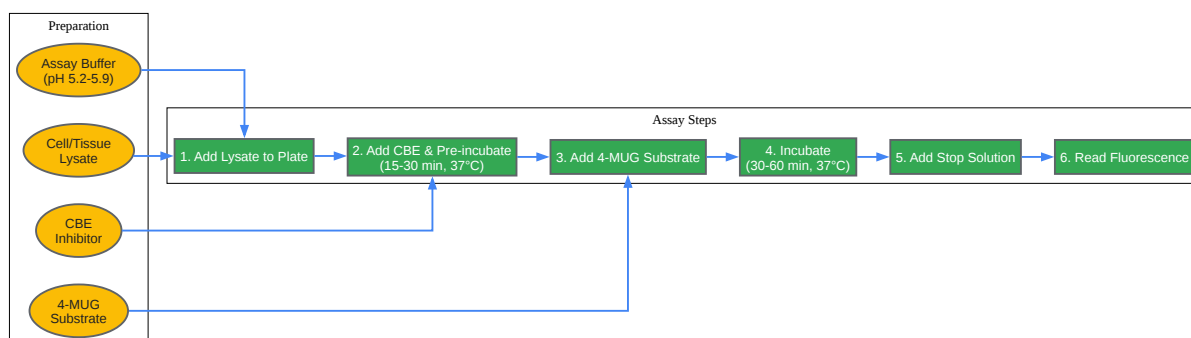 Preparation
Assay Buffer
(pH 5.2-5.9)
Cell/Tissue
Lysate
CBE
Inhibitor
4-MUG
Substrate
Assay Steps
1. Add Lysate to Plate
2. Add CBE & Pre-incubate
(15-30 min, 37°C)
3. Add 4-MUG Substrate
4. Incubate
(30-60 min, 37°C)
5. Add Stop Solution
6. Read Fluorescence